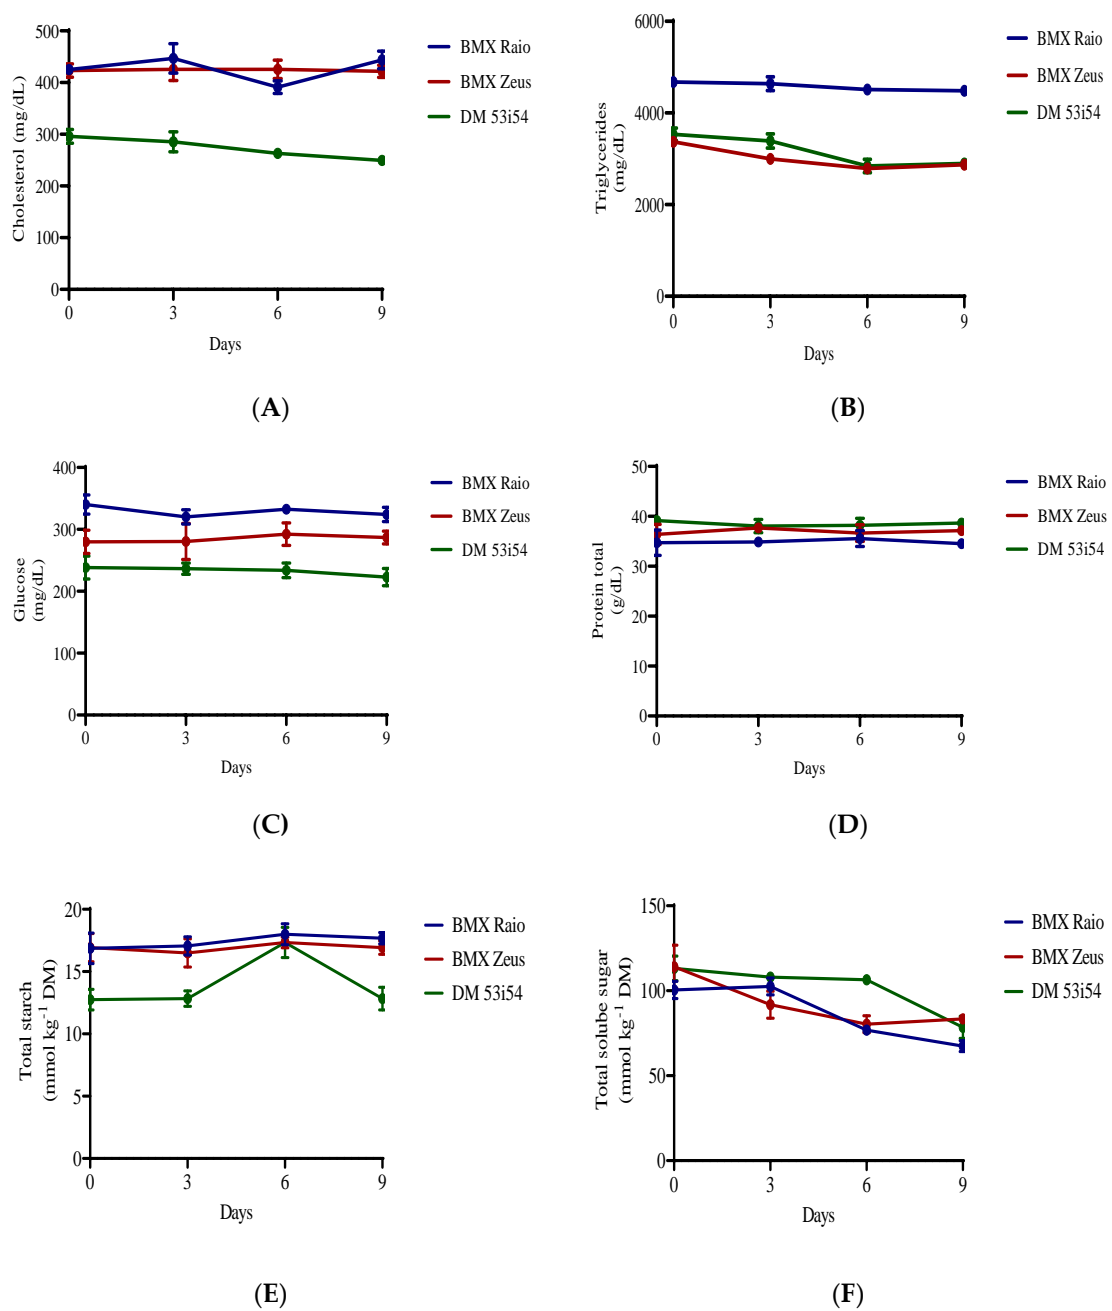 500
400
300
200
100
0
0 3 6 9
Cholesterol (mg/dL)
Days
BMX Raio
BMX Zeus
DM 53i54
(A)
6000
4000
2000
0
0 3 6 9
Triglycerides
(mg/dL)
Days
BMX Raio
BMX Zeus
DM 53i54
(B)
400
300
200
100
0
0 3 6 9
Glucose
(mg/dL)
Days
BMX Raio
BMX Zeus
DM 53i54
(C)
50
40
30
20
10
0
0 3 6 9
Protein total
(g/dL)
Days
BMX Raio
BMX Zeus
DM 53i54
(D)
20
15
10
5
0
0 3 6 9
Total starch
(mmol kg⁻¹ DM)
Days
BMX Raio
BMX Zeus
DM 53i54
(E)
150
100
50
0
0 3 6 9
Total solube sugar
(mmol kg⁻¹ DM)
Days
BMX Raio
BMX Zeus
DM 53i54
(F)